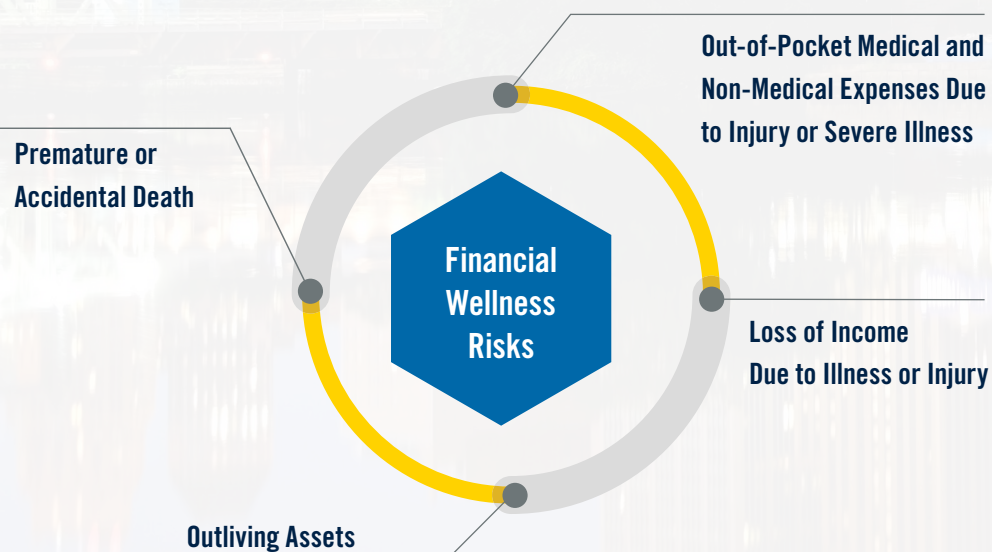 Out-of-Pocket Medical and
Non-Medical Expenses Due
to Injury or Severe Illness
Premature or
Accidental Death
Financial
Wellness
Risks
Loss of Income
Due to Illness or Injury
Outliving Assets